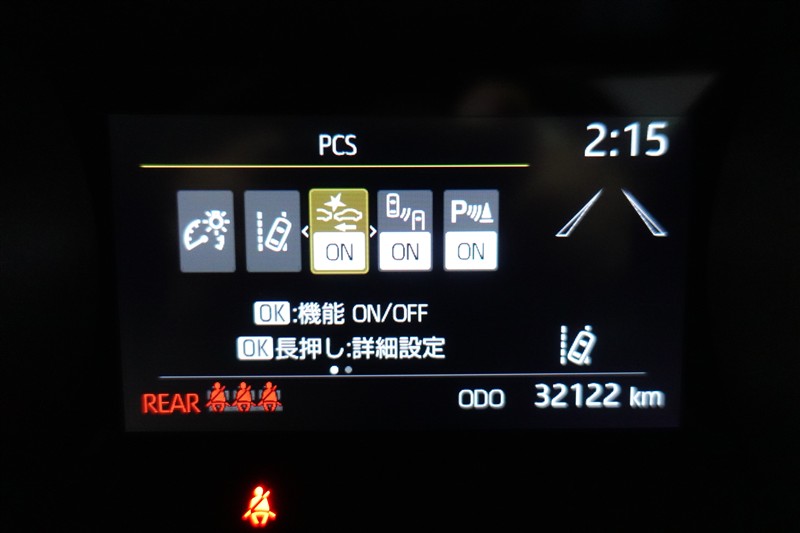 PCS
2:15
ON ON P ON
OK:機能 ON/OFF
OK長押し:詳細設定
REAR
ODO 32122 km